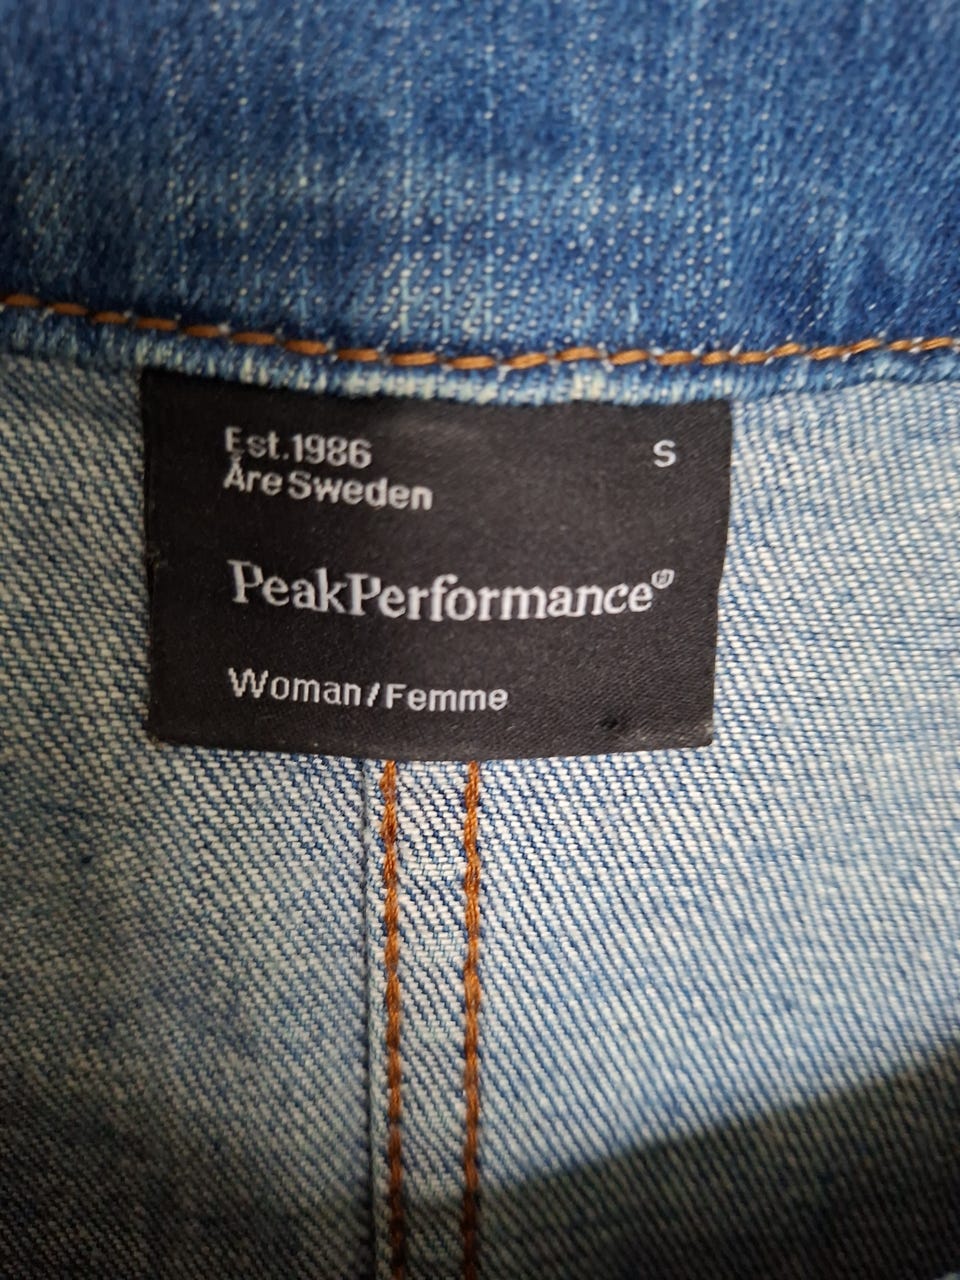 Est.1986
Åre Sweden
S
PeakPerformance®
Woman/Femme